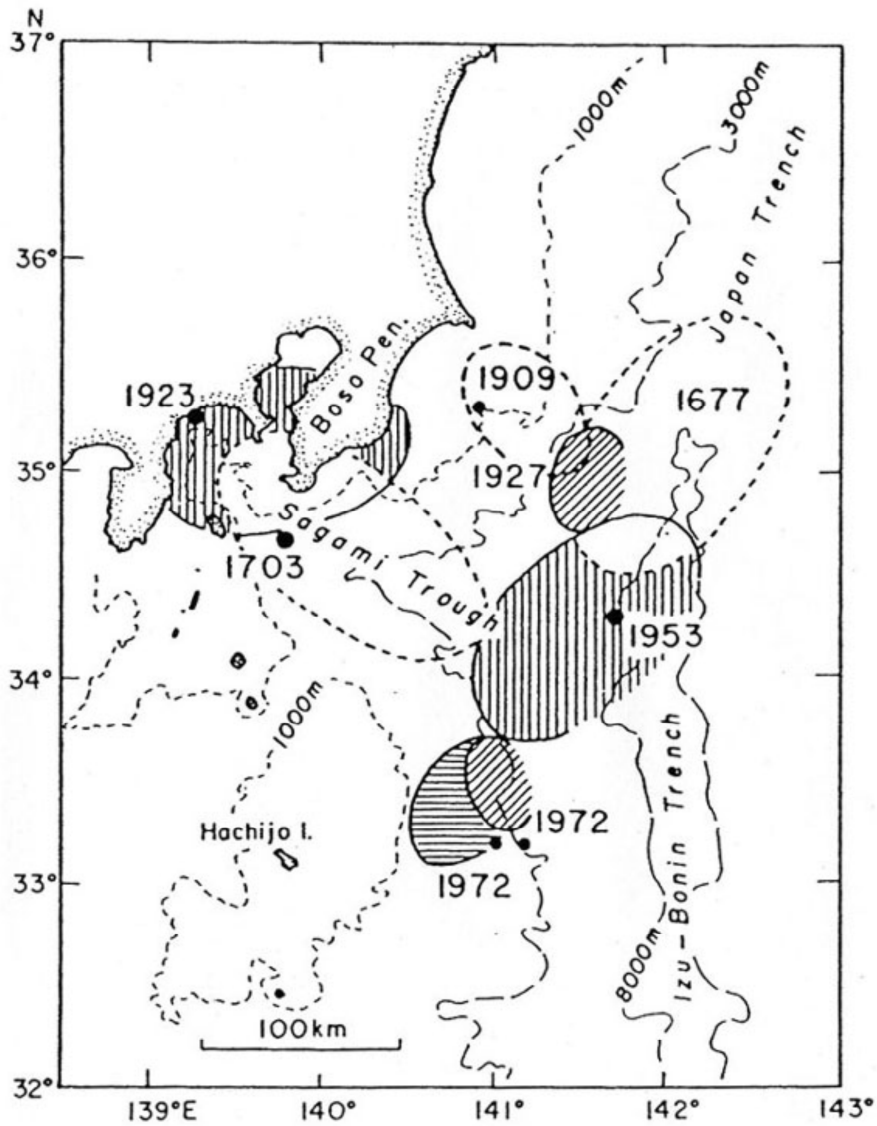 N
37°
1000m
3000m
Japan Trench
36°
Boso Pen.
1923
1909
1677
35°
1927
Sagami Trough
1703
1953
34°
1000m
Izu-Bonin Trench
Hachijo I.
1972
1972
33°
8000m
100km
32°
139°E
140°
141°
142°
143°